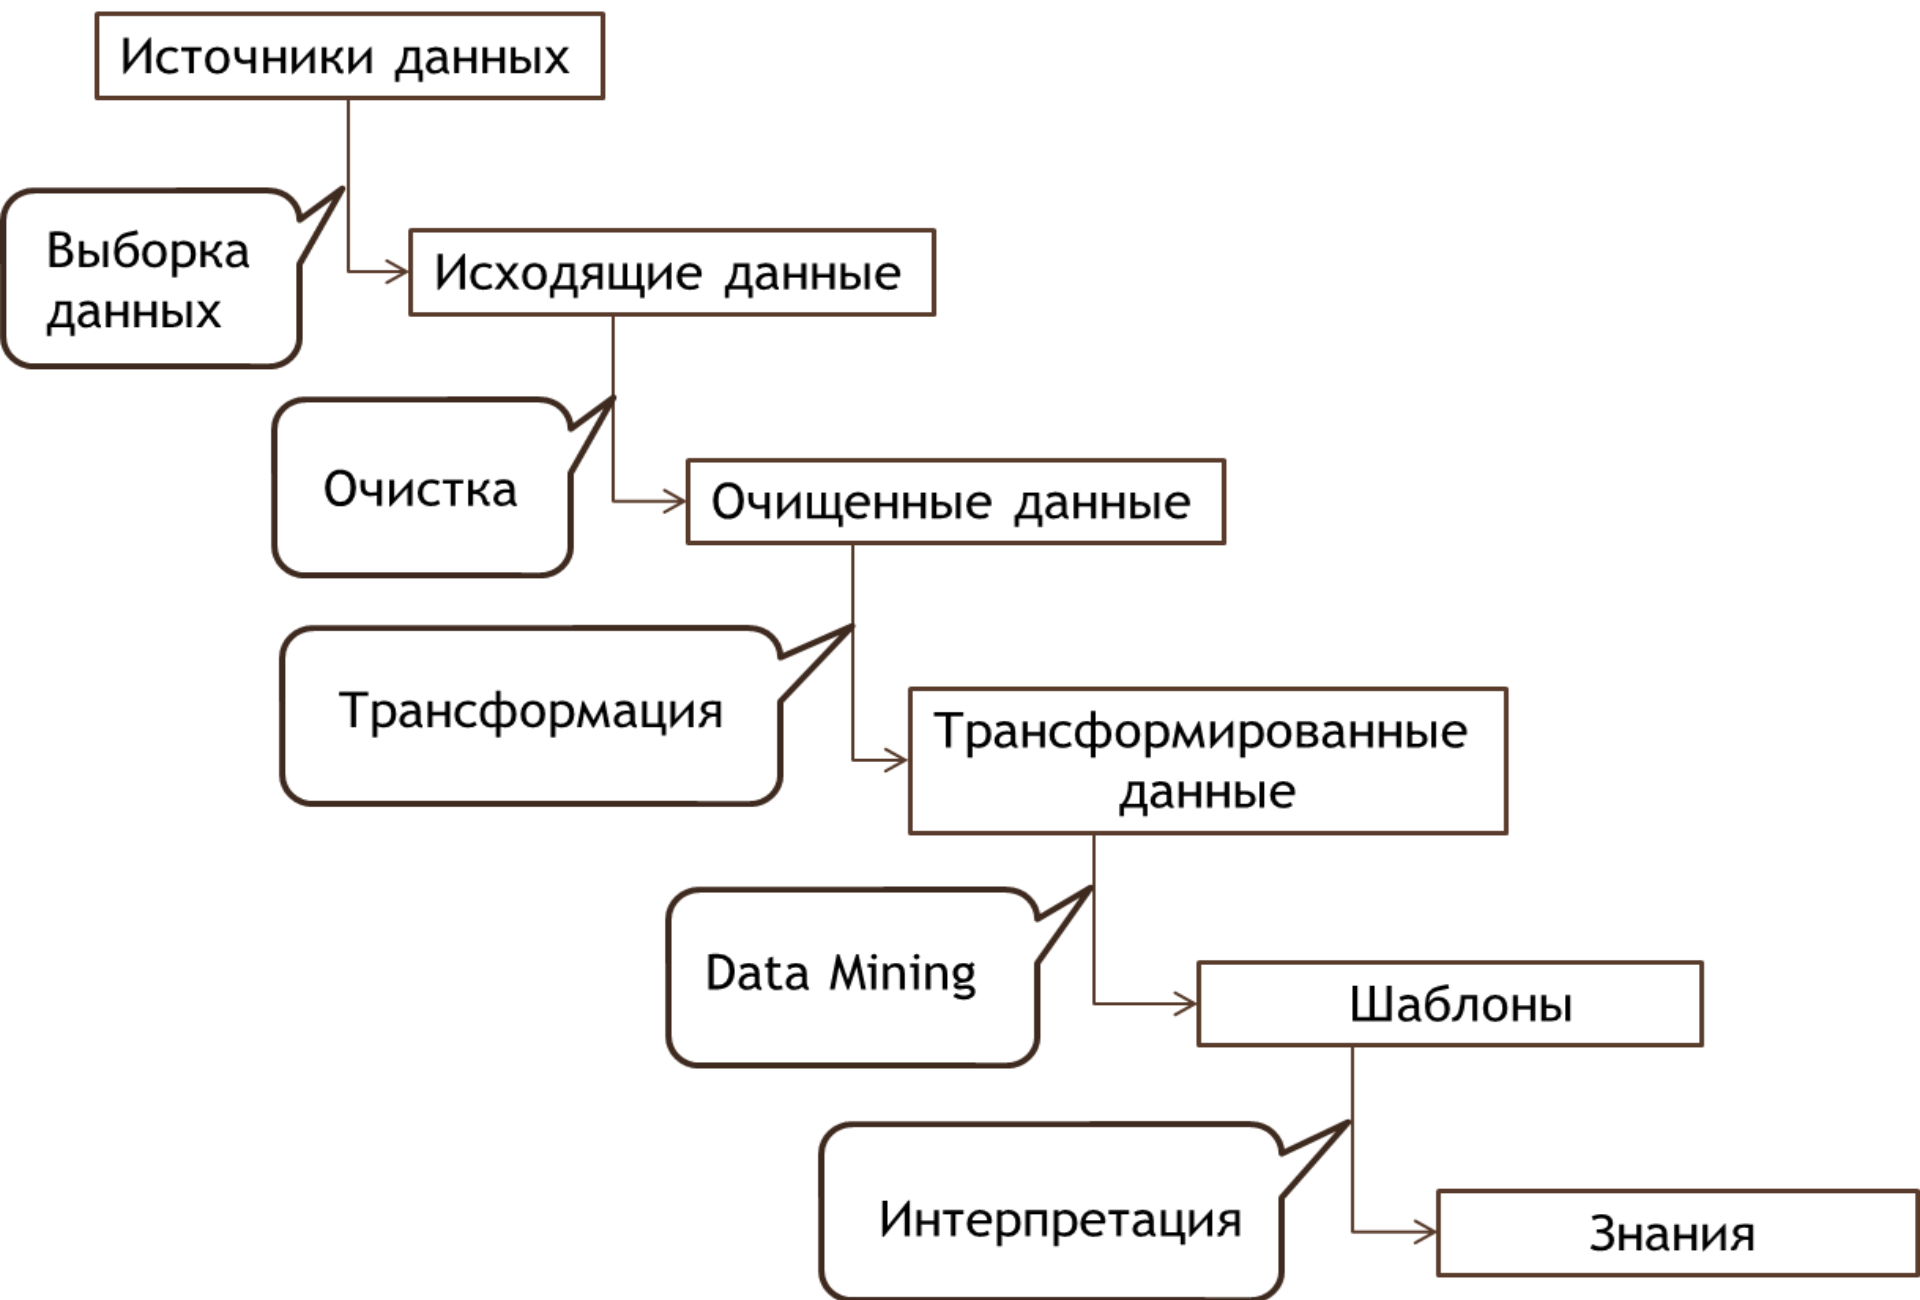 Источники данных
Выборка
данных
Исходящие данные
Очистка
Очищенные данные
Трансформация
Трансформированные
данные
Data Mining
Шаблоны
Интерпретация
Знания